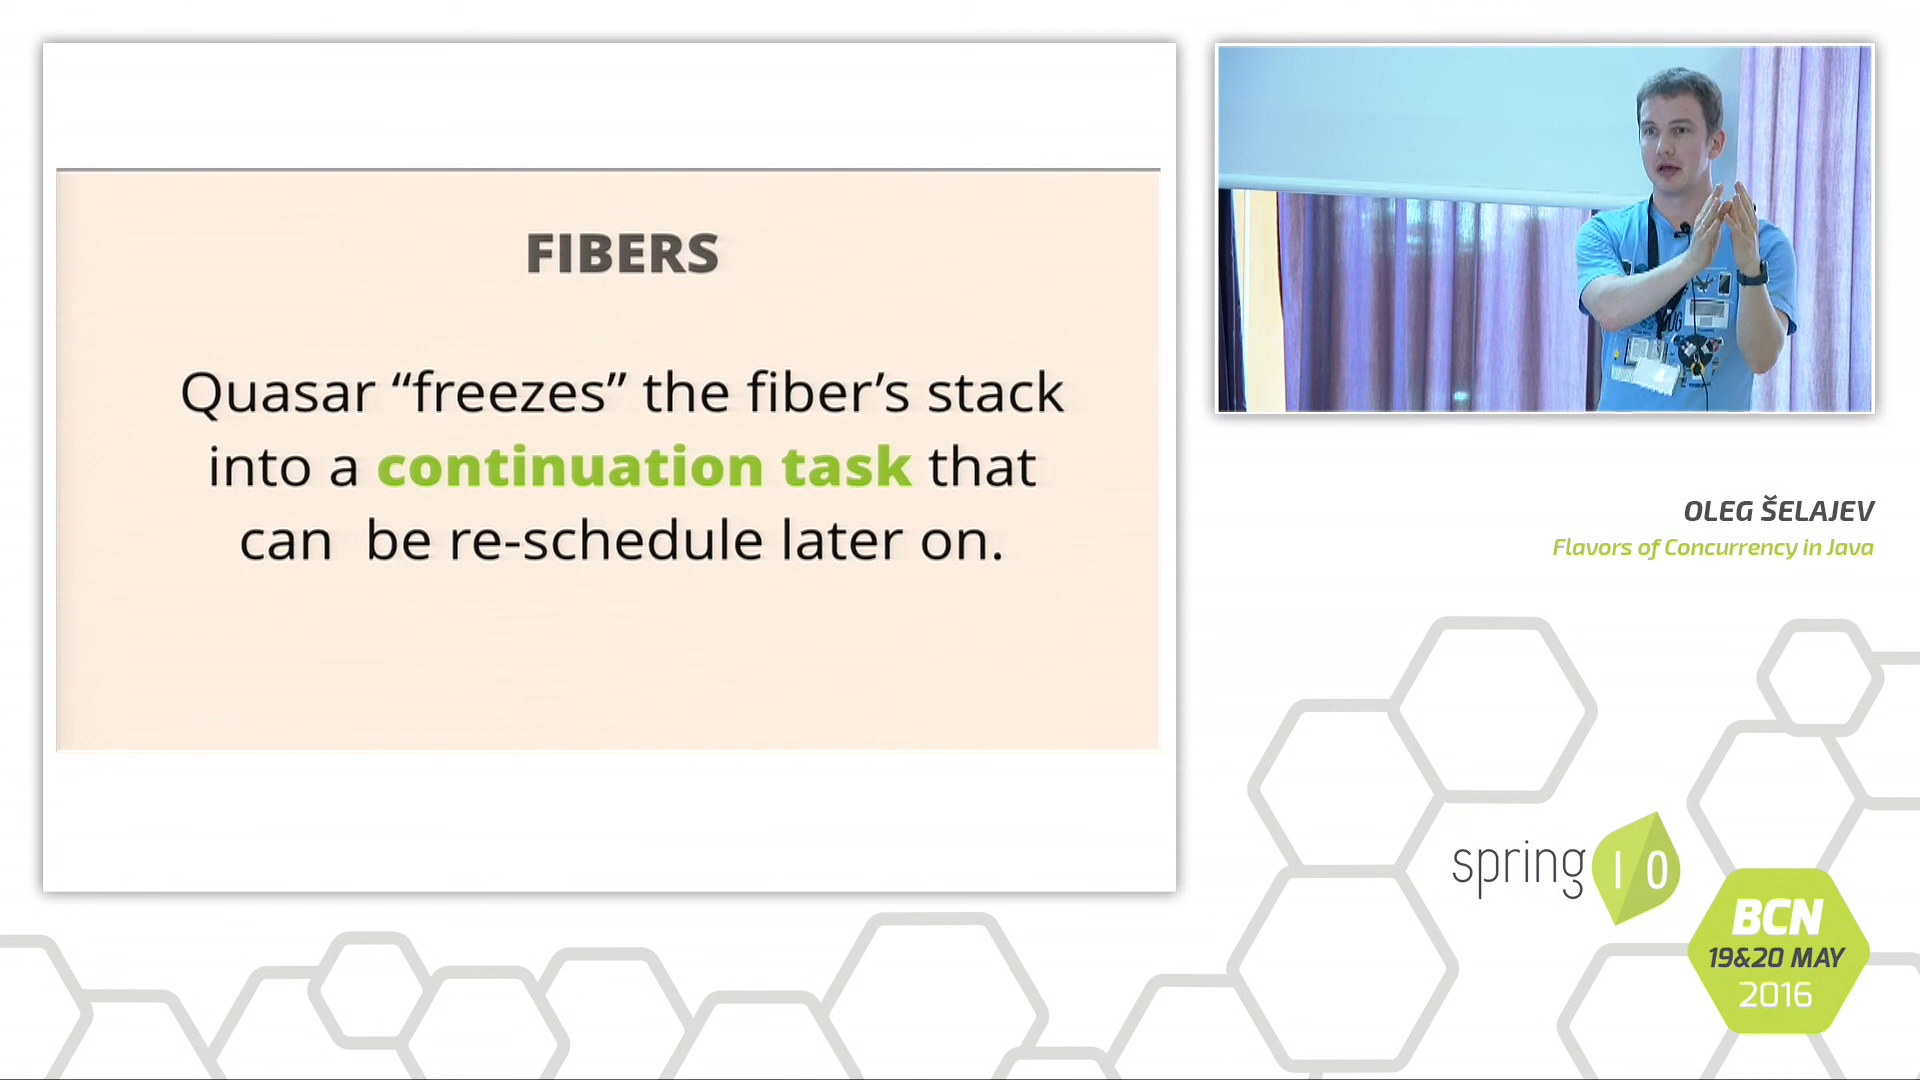 FIBERS
Quasar “freezes” the fiber’s stack
into a continuation task that
can be re-schedule later on.
OLEG ŠELAJEV
Flavors of Concurrency in Java
spring I O
BCN
19&20 MAY
2016